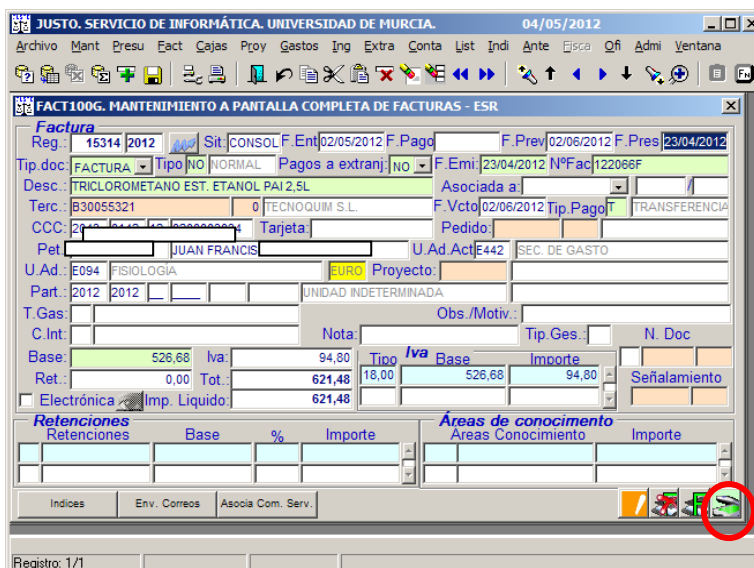 JUSTO. SERVICIO DE INFORMÁTICA. UNIVERSIDAD DE MURCIA. 04/05/2012
Archivo Mant Presu Fact Cajas Proy Gastos Ing Extra Conta List Indi Ante Fisca Ofi Admi Ventana
FACT100G. MANTENIMIENTO A PANTALLA COMPLETA DE FACTURAS - ESR
Factura
Reg.: 15314 2012 Sit: CONSOL F.Ent 02/05/2012 F.Pago F.Prev 02/06/2012 F.Pres 23/04/2012
Tip.doc: FACTURA Tipo NO NORMAL Pagos a extranj: NO F.Emi: 23/04/2012 NºFac 122066F
Desc.: TRICLOROMETANO EST. ETANOL PAI 2,5L Asociada a: /
Terc.: B30055321 0 TECNOQUIM S.L. F.Vcto 02/06/2012 Tip.Pago T TRANSFERENCIA
CCC: Tarjeta: Pedido:
Pet. JUAN FRANCIS U.Ad.Act E442 SEC. DE GASTO
U.Ad.: E094 FISIOLOGÍA EURO Proyecto:
Part.: 2012 2012 UNIDAD INDETERMINADA
T.Gas: Obs./Motiv.:
C.Int: Nota: Tip.Ges.: N. Doc
Base: 526,68 Iva: 94,80 Tipo Iva Base Importe
Ret.: 0,00 Tot.: 621,48 18,00 526,68 94,80 Señalamiento
Electrónica Imp. Liquido: 621,48
Retenciones Áreas de conocimento
Retenciones Base % Importe Áreas Conocimiento Importe
Indices Env. Correos Asocia Com. Serv.
Registro: 1/1